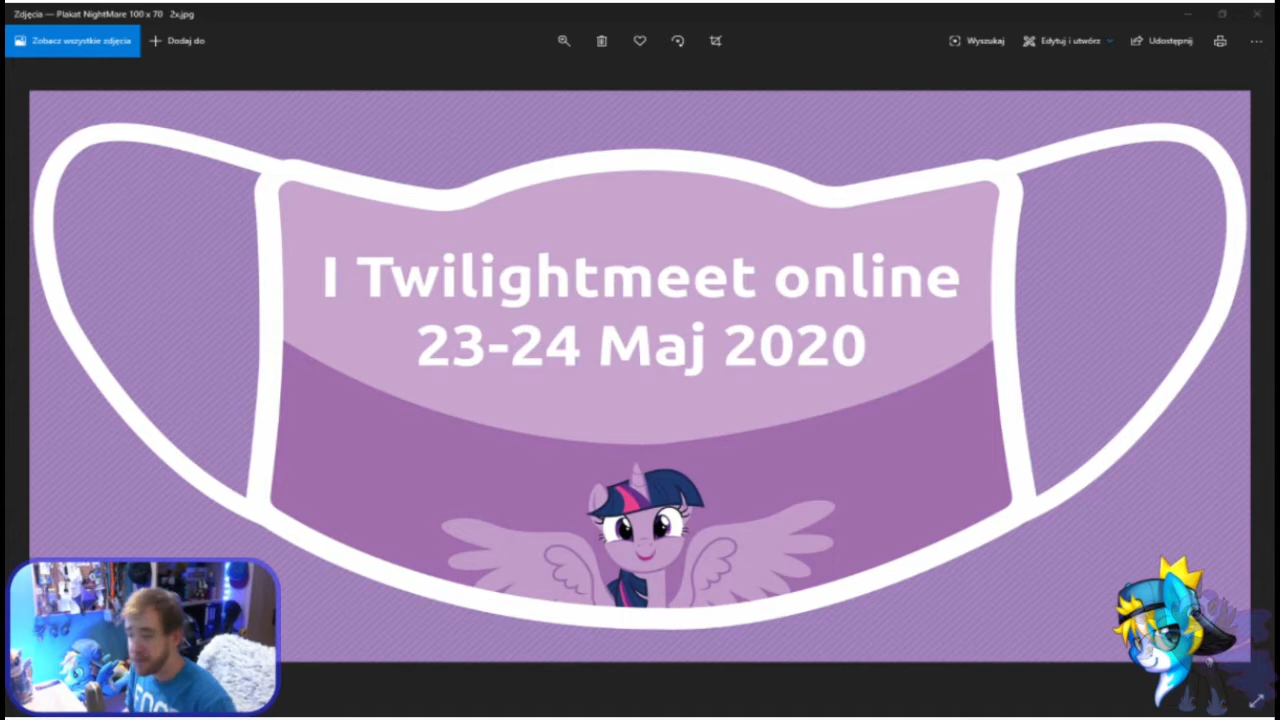 Zdjęcia — Plakat NightMare 100 x 70 2x.jpg
Zobacz wszystkie zdjęcia
Dodaj do
Wyszukaj
Edytuj i utwórz
Udostępnij
I Twilightmeet online
23-24 Maj 2020